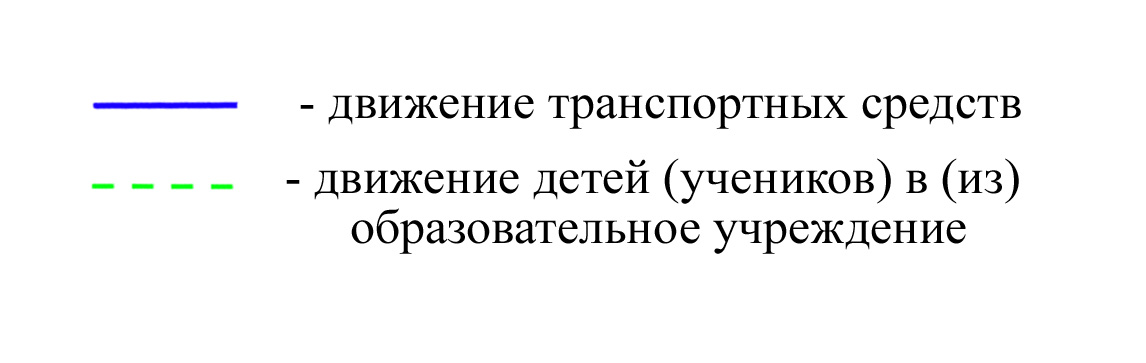 - движение транспортных средств
- движение детей (учеников) в (из)
образовательное учреждение